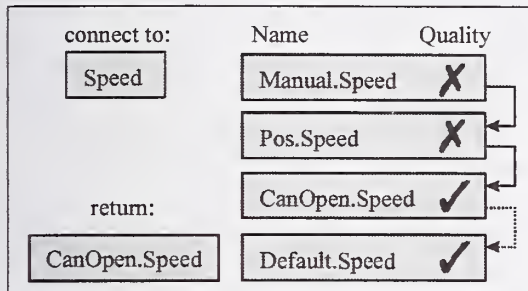 connect to:
Speed
return:
CanOpen.Speed
Name Quality
Manual.Speed ✗
Pos.Speed ✗
CanOpen.Speed ✓
Default.Speed ✓